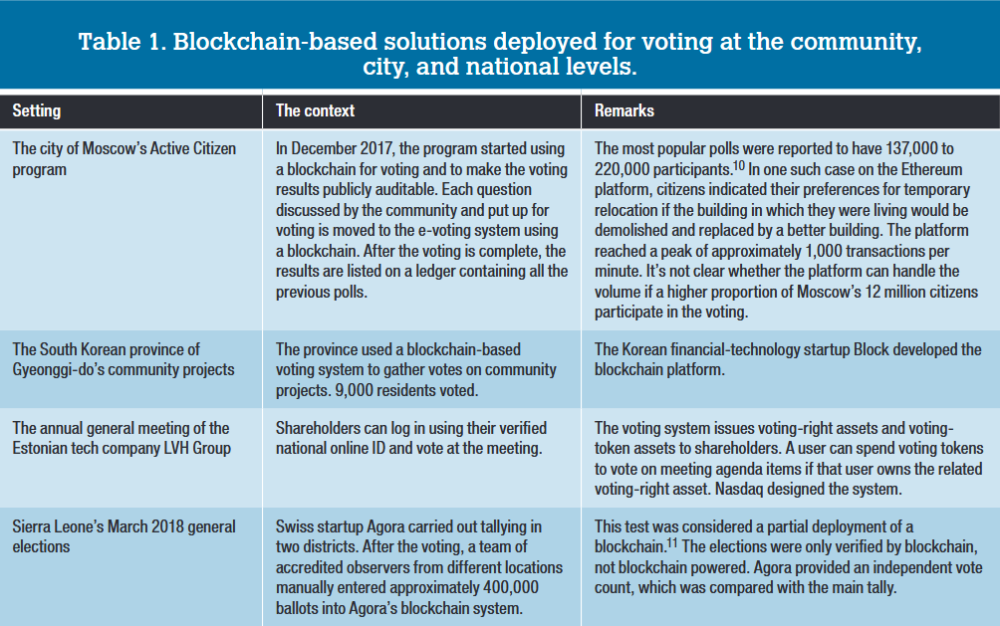 Table 1. Blockchain-based solutions deployed for voting at the community,
city, and national levels.
Setting
The context
Remarks
The city of Moscow's Active Citizen
program
In December 2017, the program started using
a blockchain for voting and to make the voting
results publicly auditable. Each question
discussed by the community and put up for
voting is moved to the e-voting system using
a blockchain. After the voting is complete, the
results are listed on a ledger containing all the
previous polls.
The most popular polls were reported to have 137,000 to
220,000 participants.10 In one such case on the Ethereum
platform, citizens indicated their preferences for temporary
relocation if the building in which they were living would be
demolished and replaced by a better building. The platform
reached a peak of approximately 1,000 transactions per
minute. It's not clear whether the platform can handle the
volume if a higher proportion of Moscow's 12 million citizens
participate in the voting.
The South Korean province of
Gyeonggi-do's community projects
The province used a blockchain-based
voting system to gather votes on community
projects. 9,000 residents voted.
The Korean financial-technology startup Block developed the
blockchain platform.
The annual general meeting of the
Estonian tech company LVH Group
Shareholders can log in using their verified
national online ID and vote at the meeting.
The voting system issues voting-right assets and voting-
token assets to shareholders. A user can spend voting tokens
to vote on meeting agenda items if that user owns the related
voting-right asset. Nasdaq designed the system.
Sierra Leone's March 2018 general
elections
Swiss startup Agora carried out tallying in
two districts. After the voting, a team of
accredited observers from different locations
manually entered approximately 400,000
ballots into Agora's blockchain system.
This test was considered a partial deployment of a
blockchain.11 The elections were only verified by blockchain,
not blockchain powered. Agora provided an independent vote
count, which was compared with the main tally.